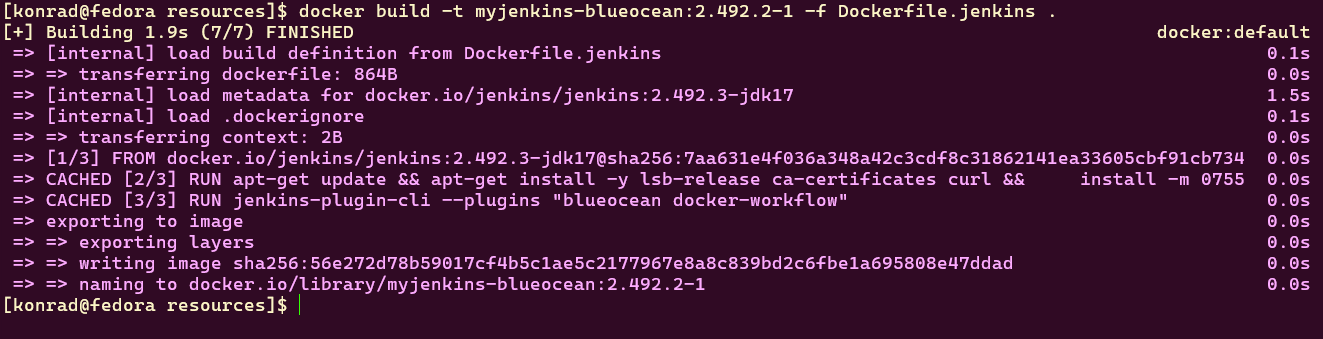 [konrad@fedora resources]$ docker build -t myjenkins-blueocean:2.492.2-1 -f Dockerfile.jenkins .
[+] Building 1.9s (7/7) FINISHED docker:default
=> [internal] load build definition from Dockerfile.jenkins 0.1s
=> => transferring dockerfile: 864B 0.0s
=> [internal] load metadata for docker.io/jenkins/jenkins:2.492.3-jdk17 1.5s
=> [internal] load .dockerignore 0.1s
=> => transferring context: 2B 0.0s
=> [1/3] FROM docker.io/jenkins/jenkins:2.492.3-jdk17@sha256:7aa631e4f036a348a42c3cdf8c31862141ea33605cbf91cb734 0.0s
=> CACHED [2/3] RUN apt-get update && apt-get install -y lsb-release ca-certificates curl && install -m 0755 0.0s
=> CACHED [3/3] RUN jenkins-plugin-cli --plugins "blueocean docker-workflow" 0.0s
=> exporting to image 0.0s
=> => exporting layers 0.0s
=> => writing image sha256:56e272d78b59017cf4b5c1ae5c2177967e8a8c839bd2c6fbe1a695808e47ddad 0.0s
=> => naming to docker.io/library/myjenkins-blueocean:2.492.2-1 0.0s
[konrad@fedora resources]$